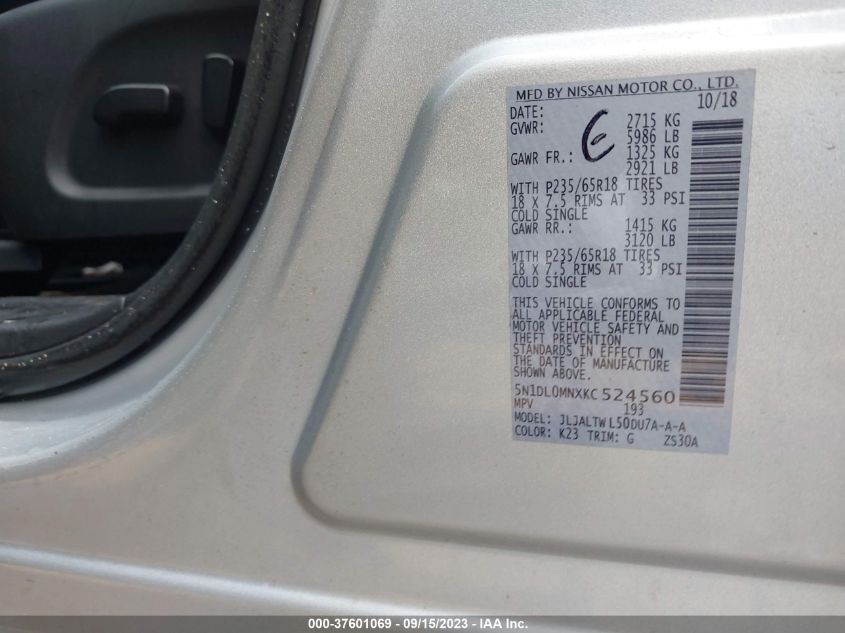 MFD BY NISSAN MOTOR CO., LTD.
DATE: 10/18
GVWR: 2715 KG
5986 LB
GAWR FR.: 1325 KG
2921 LB
WITH P235/65R18 TIRES
18 X 7.5 RIMS AT 33 PSI
COLD SINGLE
GAWR RR.: 1415 KG
3120 LB
WITH P235/65R18 TIRES
18 X 7.5 RIMS AT 33 PSI
COLD SINGLE
THIS VEHICLE CONFORMS TO
ALL APPLICABLE FEDERAL
MOTOR VEHICLE SAFETY AND
THEFT PREVENTION
STANDARDS IN EFFECT ON
THE DATE OF MANUFACTURE
SHOWN ABOVE.
5N1DL0MNXKC524560
MPV 193
MODEL: JLJALTWL50DU7A-A-A
COLOR: K23 TRIM: G ZS30A
000-37601069 - 09/15/2023 - IAA Inc.